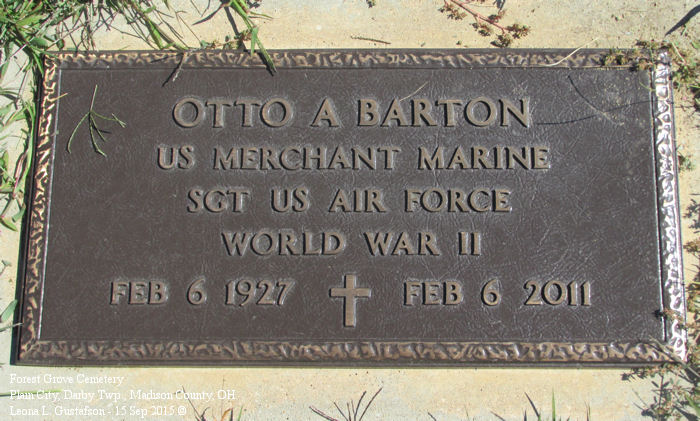 OTTO A BARTON
US MERCHANT MARINE
SGT US AIR FORCE
WORLD WAR II
FEB 6 1927 FEB 6 2011
Forest Grove Cemetery
Plain City, Darby Twp., Madison County, OH
Leona L. Gustafson - 15 Sep 2015 ©